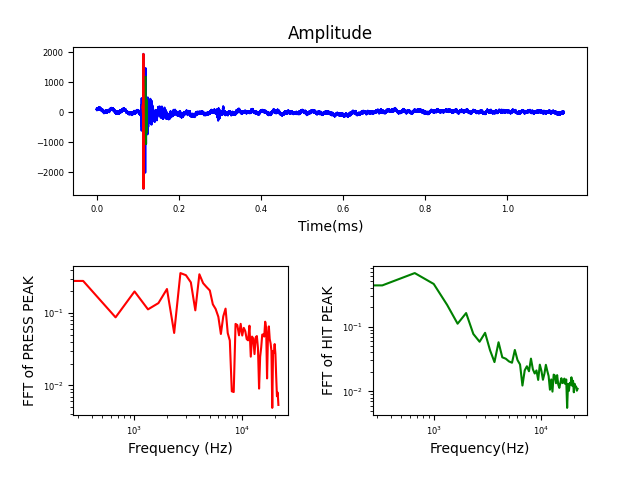 Amplitude
2000
1000
0
−1000
−2000
0.0 0.2 0.4 0.6 0.8 1.0
Time(ms)
FFT of PRESS PEAK
10⁻¹
10⁻²
10³ 10⁴
Frequency (Hz)
FFT of HIT PEAK
10⁻¹
10⁻²
10³ 10⁴
Frequency(Hz)